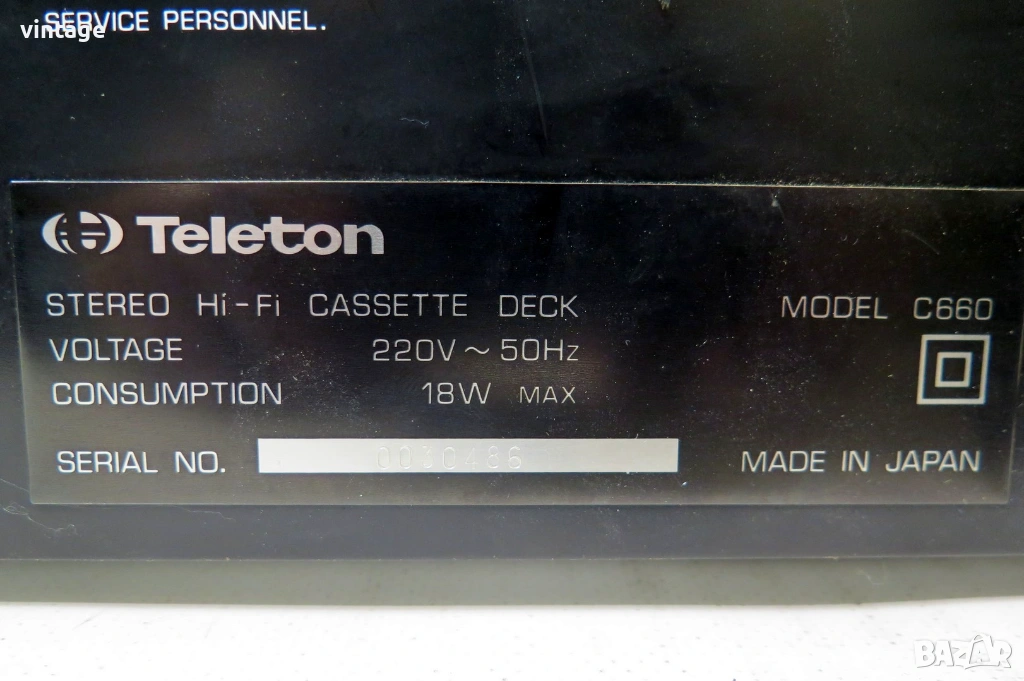 SERVICE PERSONNEL.
vintage
Teleton
STEREO Hi-Fi CASSETTE DECK MODEL C660
VOLTAGE 220V ~ 50Hz
CONSUMPTION 18W MAX
SERIAL NO. MADE IN JAPAN
BAZAR